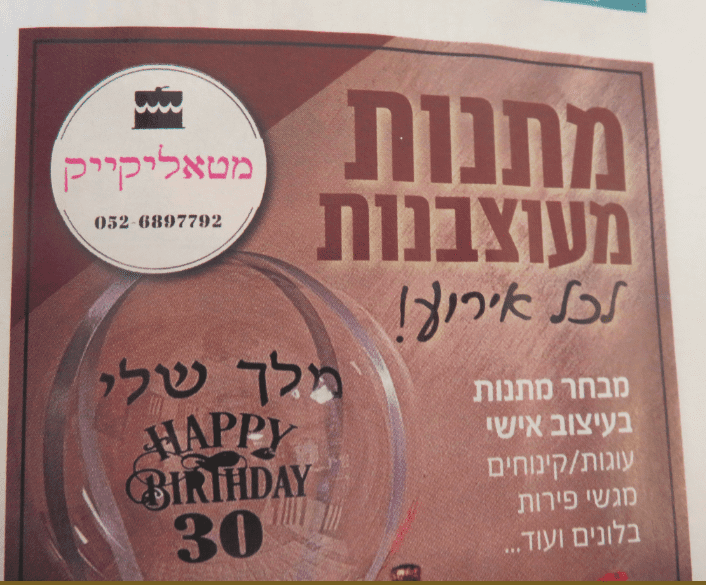 מטאליקייק
052-6897792
מתנות
מעוצבנות
לכל אירוע!
מבחר מתנות
בעיצוב אישי
עוגות/קינוחים
מגשי פירות
בלונים ועוד...
מלך שלי
HAPPY
BIRTHDAY
30